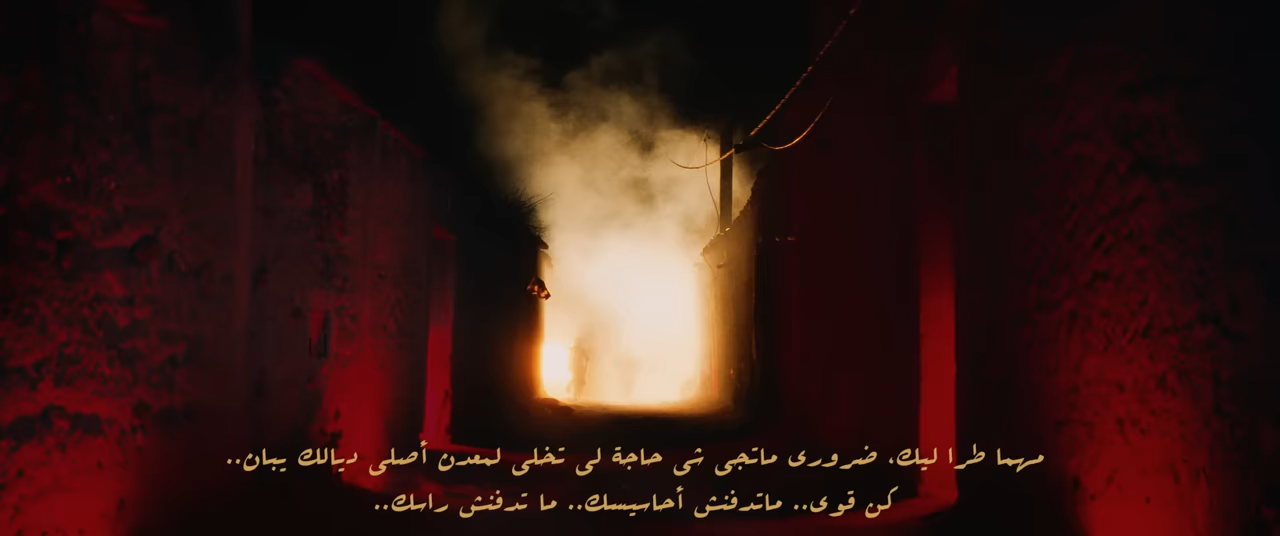 مهما طرا ليك، ضروري ماتجي شي حاجة لي تخلي لمعدن أصلي ديالك يبان..
كن قوي.. ماتدفنش أحاسيسك.. ما تدفنش راسك..